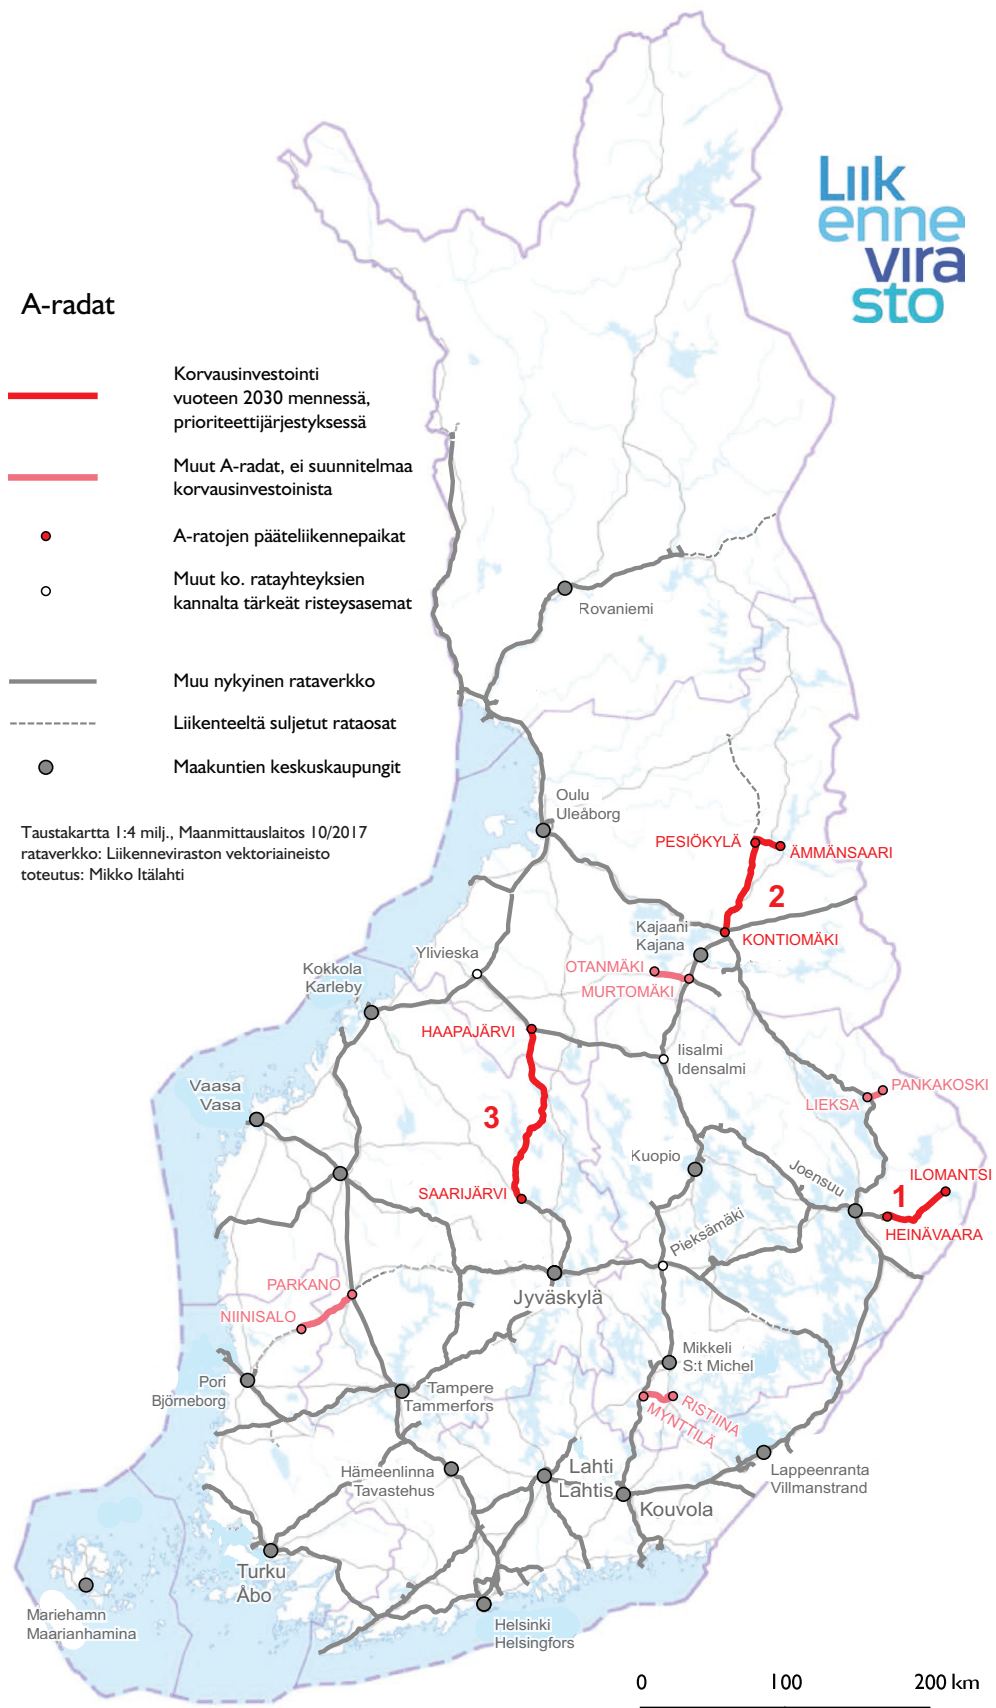 Liik
enne
vira
sto
A-radat
Korvausinvestointi
vuoteen 2030 mennessä,
prioriteettijärjestyksessä
Muut A-radat, ei suunnitelmaa
korvausinvestoinista
A-ratojen pääteliikennepaikat
Muut ko. ratayhteyksien
kannalta tärkeät risteysasemat
Muu nykyinen rataverkko
Liikenteeltä suljetut rataosat
Maakuntien keskuskaupungit
Taustakartta 1:4 milj., Maanmittauslaitos 10/2017
rataverkko: Liikenneviraston vektoriaineisto
toteutus: Mikko Itälahti
Rovaniemi
Oulu
Uleåborg
PESIÖKYLÄ
ÄMMÄNSAARI
2
Kajaani
Kajana
KONTIOMÄKI
Ylivieska
OTANMÄKI
MURTOMÄKI
Kokkola
Karleby
HAAPAJÄRVI
Iisalmi
Idensalmi
Vaasa
Vasa
PANKAKOSKI
LIEKSA
3
Kuopio
Joensuu
ILOMANTSI
SAARIJÄRVI
1
HEINÄVAARA
Pieksämäki
PARKANO
Jyväskylä
NIINISALO
Mikkeli
S:t Michel
Pori
Björneborg
Tampere
Tammerfors
RISTIINA
MYNTTILÄ
Hämeenlinna
Tavastehus
Lahti
Lahtis
Lappeenranta
Villmanstrand
Kouvola
Turku
Åbo
Mariehamn
Maarianhamina
Helsinki
Helsingfors
0 100 200 km